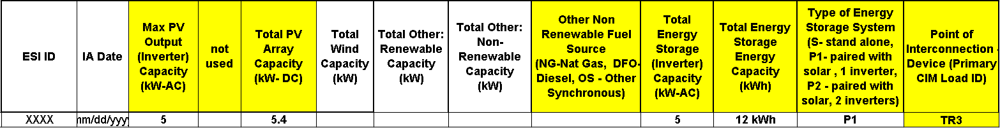 ESI ID
IA Date
Max PV
Output
(Inverter)
Capacity
(kW-AC)
not
used
Total PV
Array
Capacity
(kW- DC)
Total
Wind
Capacity
(kW)
Total Other:
Renewable
Capacity
(kW)
Total Other:
Non-
Renewable
Capacity
(kW)
Other Non
Renewable Fuel
Source
(NG-Nat Gas, DFO-
Diesel, OS - Other
Synchronous)
Total
Energy
Storage
(Inverter)
Capacity
(kW-AC)
Total Energy
Storage
Energy
Capacity
(kWh)
Type of Energy
Storage System
(S- stand alone,
P1- paired with
solar , 1 inverter,
P2 - paired with
solar, 2 inverters)
Point of
Interconnection -
Device (Primary
CIM Load ID)
XXXX
mm/dd/yyyy
5
5.4
5
12 kWh
P1
TR3